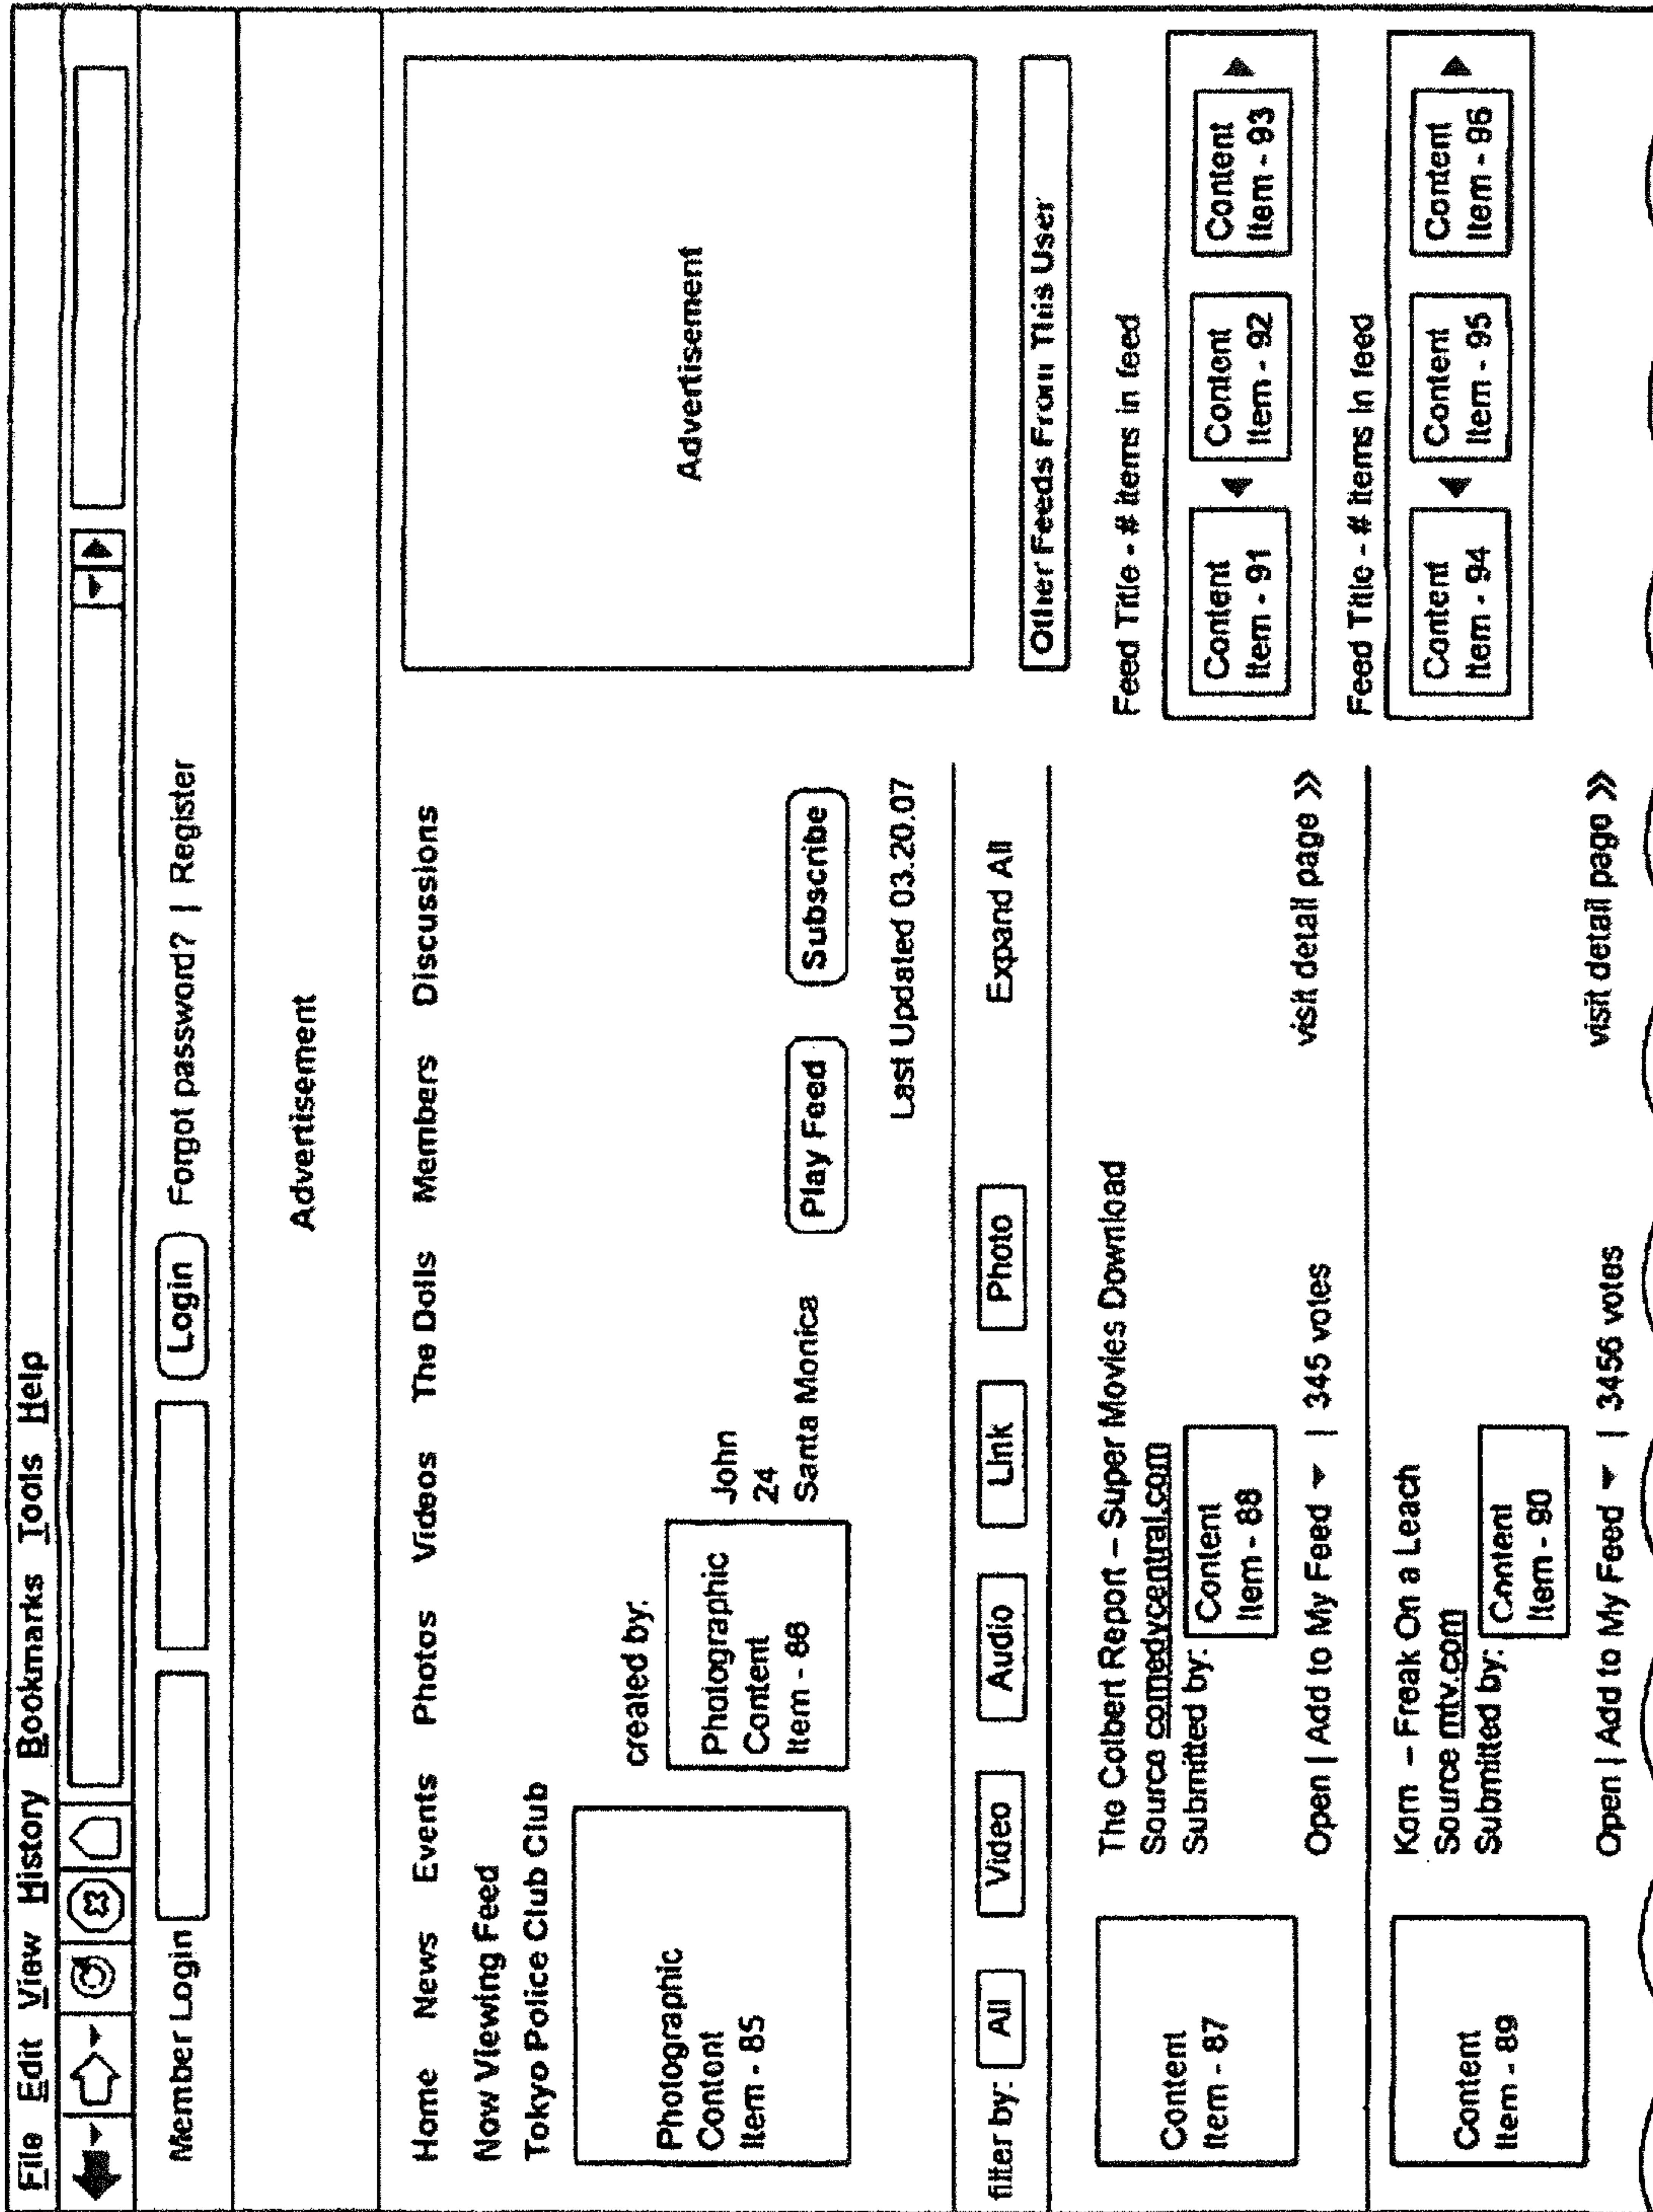 File Edit View History Bookmarks Tools Help
Member Login Login Forgot password? | Register
Advertisement
Home News Events Photos Videos The Dolls Members Discussions
Now Viewing Feed
Tokyo Police Club Club
Photographic
Content
Item - 85
created by:
Photographic
Content
Item - 86
John
24
Santa Monica
Play Feed Subscribe
Last Updated 03.20.07
filter by: All Video Audio Link Photo Expand All
Content
Item - 87
The Colbert Report – Super Movies Download
Source comedycentral.com
Submitted by:
Content
Item - 88
Open | Add to My Feed | 345 votes
visit detail page »
Content
Item - 89
Korn – Freak On a Leach
Source mtv.com
Submitted by:
Content
Item - 90
Open | Add to My Feed | 3456 votes
visit detail page »
Advertisement
Other Feeds From This User
Feed Title - # items in feed
Content
Item - 91
Content
Item - 92
Content
Item - 93
Feed Title - # items in feed
Content
Item - 94
Content
Item - 95
Content
Item - 96